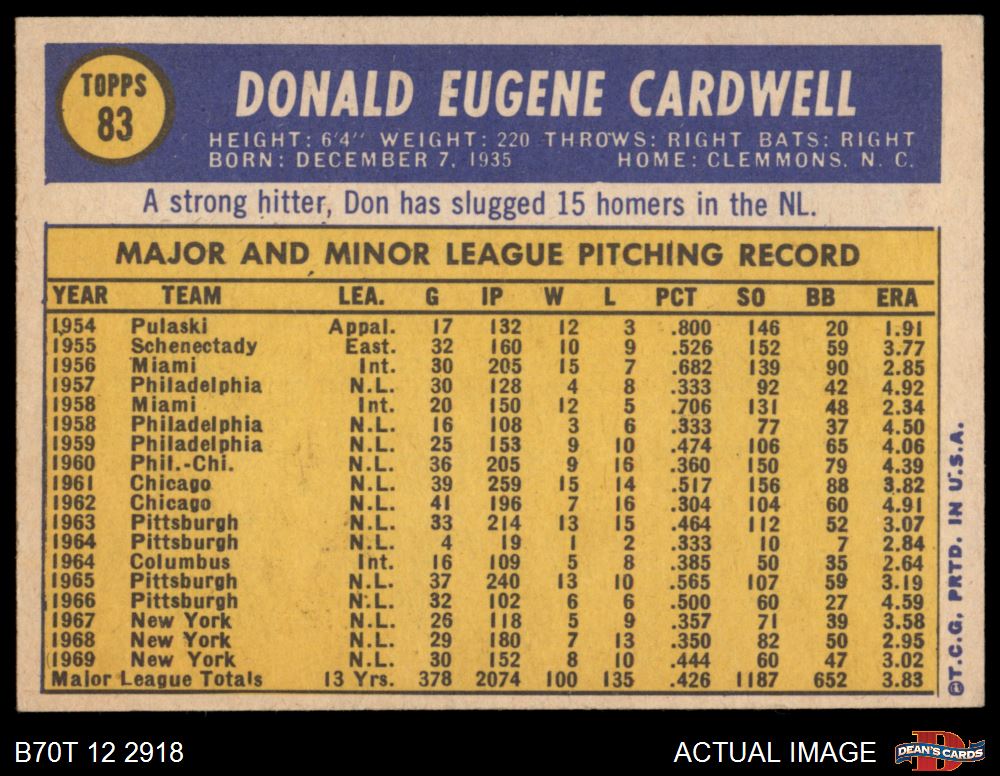 TOPPS
83
DONALD EUGENE CARDWELL
HEIGHT: 6'4" WEIGHT: 220 THROWS: RIGHT BATS: RIGHT
BORN: DECEMBER 7, 1935 HOME: CLEMMONS, N. C.
A strong hitter, Don has slugged 15 homers in the NL.
MAJOR AND MINOR LEAGUE PITCHING RECORD
YEAR TEAM LEA. G IP W L PCT SO BB ERA
1954 Pulaski Appal. 17 132 12 3 .800 146 20 1.91
1955 Schenectady East. 32 160 10 9 .526 152 59 3.77
1956 Miami Int. 30 205 15 7 .682 139 90 2.85
1957 Philadelphia N.L. 30 128 4 8 .333 92 42 4.92
1958 Miami Int. 20 150 12 5 .706 131 48 2.34
1958 Philadelphia N.L. 16 108 3 6 .333 77 37 4.50
1959 Philadelphia N.L. 25 153 9 10 .474 106 65 4.06
1960 Phil.-Chi. N.L. 36 205 9 16 .360 150 79 4.39
1961 Chicago N.L. 39 259 15 14 .517 156 88 3.82
1962 Chicago N.L. 41 196 7 16 .304 104 60 4.91
1963 Pittsburgh N.L. 33 214 13 15 .464 112 52 3.07
1964 Pittsburgh N.L. 4 19 1 2 .333 10 7 2.84
1964 Columbus Int. 16 109 5 8 .385 50 35 2.64
1965 Pittsburgh N.L. 37 240 13 10 .565 107 59 3.19
1966 Pittsburgh N.L. 32 102 6 6 .500 60 27 4.59
1967 New York N.L. 26 118 5 9 .357 71 39 3.58
1968 New York N.L. 29 180 7 13 .350 82 50 2.95
1969 New York N.L. 30 152 8 10 .444 60 47 3.02
Major League Totals 13 Yrs. 378 2074 100 135 .426 1187 652 3.83
©T.C.G. PRTD. IN U.S.A.
B70T 12 2918
ACTUAL IMAGE
D
DEAN'S CARDS